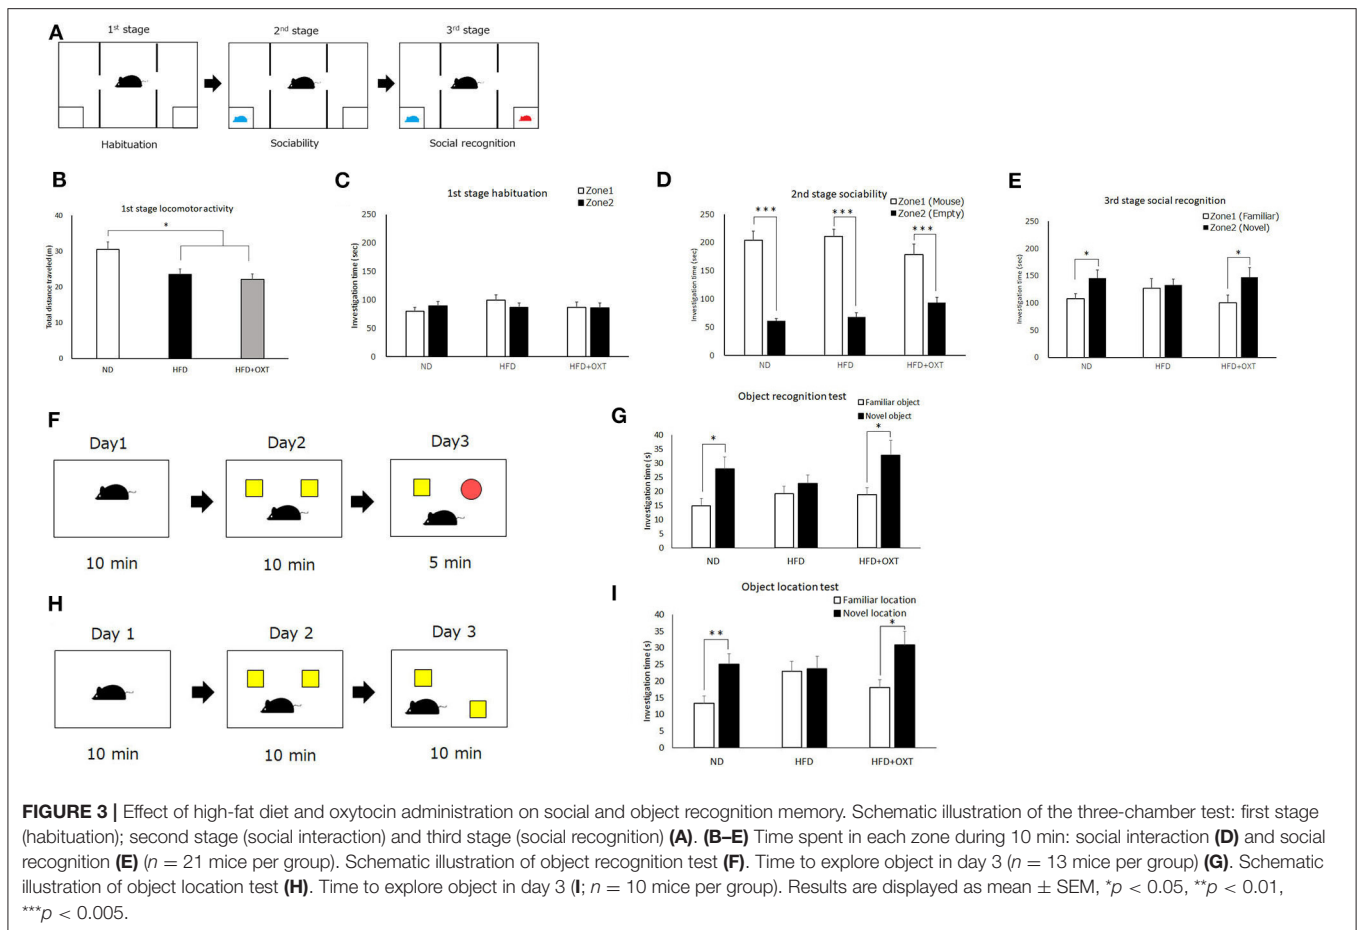 A
1st stage
2nd stage
3rd stage
Habituation
Sociability
Social recognition
B
1st stage locomotor activity
Total distance traveled (m)
40
30
20
10
0
*
ND
HFD
HFD+OXT
C
1st stage habituation
Zone1
Zone2
Investigation time (sec)
250
200
150
100
50
0
ND
HFD
HFD+OXT
D
2nd stage sociability
Zone1 (Mouse)
Zone2 (Empty)
Investigation time (sec)
250
200
150
100
50
0
***
***
***
ND
HFD
HFD+OXT
E
3rd stage social recognition
Zone1 (Familiar)
Zone2 (Novel)
Investigation time (sec)
250
200
150
100
50
0
*
*
ND
HFD
HFD+OXT
F
Day1
Day2
Day3
10 min
10 min
5 min
G
Object recognition test
Familiar object
Novel object
Investigation time (s)
40
35
30
25
20
15
10
5
0
*
*
ND
HFD
HFD+OXT
H
Day 1
Day 2
Day 3
10 min
10 min
10 min
I
Object location test
Familiar location
Novel location
Investigation time (s)
40
35
30
25
20
15
10
5
0
**
*
ND
HFD
HFD+OXT
FIGURE 3 | Effect of high-fat diet and oxytocin administration on social and object recognition memory. Schematic illustration of the three-chamber test: first stage
(habituation); second stage (social interaction) and third stage (social recognition) (A). (B–E) Time spent in each zone during 10 min: social interaction (D) and social
recognition (E) (n = 21 mice per group). Schematic illustration of object recognition test (F). Time to explore object in day 3 (n = 13 mice per group) (G). Schematic
illustration of object location test (H). Time to explore object in day 3 (I; n = 10 mice per group). Results are displayed as mean ± SEM, *p < 0.05, **p < 0.01,
***p < 0.005.